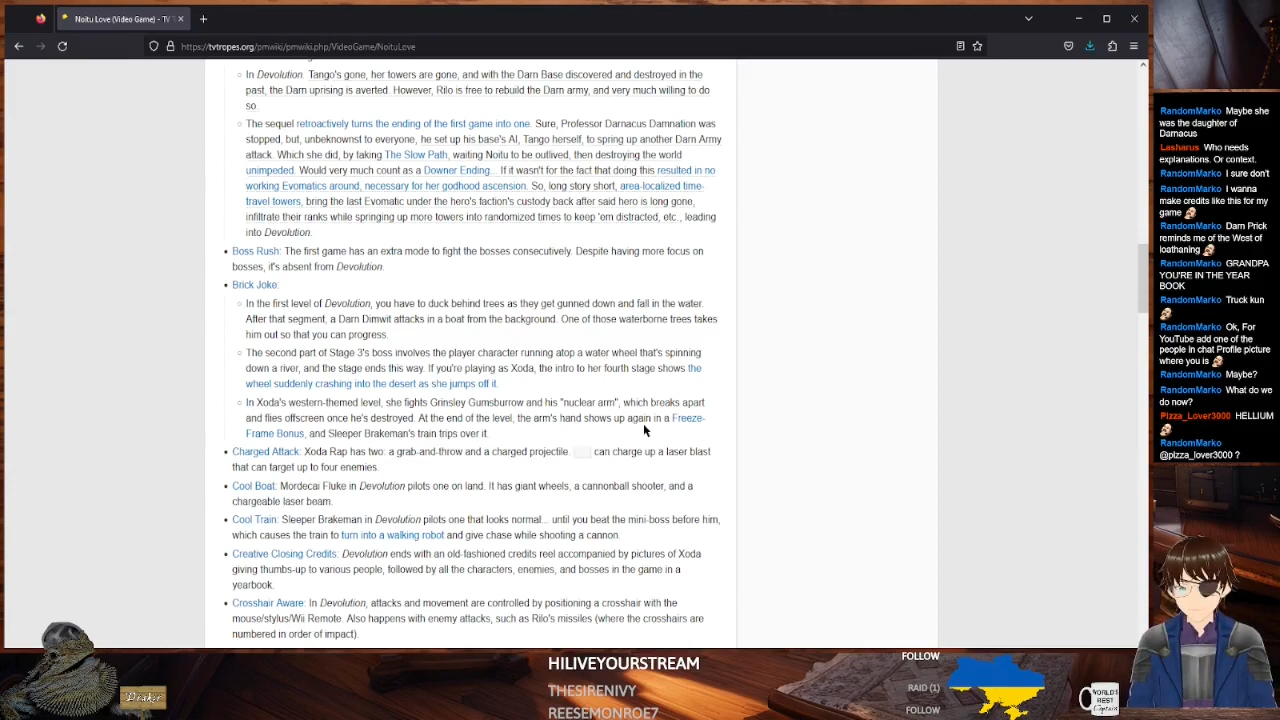 Noitu Love (Video Game) - TV T
https://tvtropes.org/pmwiki/pmwiki.php/VideoGame/NoituLove
In Devolution. Tango's gone, her towers are gone, and with the Darn Base discovered and destroyed in the
past, the Darn uprising is averted. However, Rilo is free to rebuild the Darn army, and very much willing to do
so.
The sequel retroactively turns the ending of the first game into one. Sure, Professor Darnacus Damnation was
stopped, but, unbeknownst to everyone, he set up his base's AI, Tango herself, to spring up another Darn Army
attack. Which she did, by taking The Slow Path, waiting Noitu to be outlived, then destroying the world
unimpeded. Would very much count as a Downer Ending... If it wasn't for the fact that doing this resulted in no
working Evomatics around, necessary for her godhood ascension. So, long story short, area-localized time-
travel towers, bring the last Evomatic under the hero's faction's custody back after said hero is long gone,
infiltrate their ranks while springing up more towers into randomized times to keep 'em distracted, etc., leading
into Devolution.
• Boss Rush: The first game has an extra mode to fight the bosses consecutively. Despite having more focus on
bosses, it's absent from Devolution.
• Brick Joke:
In the first level of Devolution, you have to duck behind trees as they get gunned down and fall in the water.
After that segment, a Darn Dimwit attacks in a boat from the background. One of those waterborne trees takes
him out so that you can progress.
The second part of Stage 3's boss involves the player character running atop a water wheel that's spinning
down a river, and the stage ends this way. If you're playing as Xoda, the intro to her fourth stage shows the
wheel suddenly crashing into the desert as she jumps off it.
In Xoda's western-themed level, she fights Grinsley Gumsburrow and his "nuclear arm", which breaks apart
and flies offscreen once he's destroyed. At the end of the level, the arm's hand shows up again in a Freeze-
Frame Bonus, and Sleeper Brakeman's train trips over it.
• Charged Attack: Xoda Rap has two: a grab-and-throw and a charged projectile. can charge up a laser blast
that can target up to four enemies.
• Cool Boat: Mordecai Fluke in Devolution pilots one on land. It has giant wheels, a cannonball shooter, and a
chargeable laser beam.
• Cool Train: Sleeper Brakeman in Devolution pilots one that looks normal... until you beat the mini-boss before him,
which causes the train to turn into a walking robot and give chase while shooting a cannon.
• Creative Closing Credits: Devolution ends with an old-fashioned credits reel accompanied by pictures of Xoda
giving thumbs-up to various people, followed by all the characters, enemies, and bosses in the game in a
yearbook.
• Crosshair Aware: In Devolution, attacks and movement are controlled by positioning a crosshair with the
mouse/stylus/Wii Remote. Also happens with enemy attacks, such as Rilo's missiles (where the crosshairs are
numbered in order of impact).
RandomMarko Maybe she
was the daughter of
Darnacus
Lasharus Who needs
explanations. Or context.
RandomMarko I sure don't
RandomMarko I wanna
make credits like this for my
game
RandomMarko Darn Prick
reminds me of the West of
loathaning
RandomMarko GRANDPA
YOU'RE IN THE YEAR
BOOK
RandomMarko Truck kun
RandomMarko Ok, For
YouTube add one of the
people in chat Profile picture
where you is
RandomMarko Maybe?
RandomMarko What do we
do now?
Pizza_Lover3000 HELLIUM
RandomMarko
@pizza_lover3000 ?
Drake
HILIVEYOURSTREAM
THESIRENIVY
REESEMONROE7
FOLLOW
RAID (1)
FOLLOW
WORLD'S
BEST